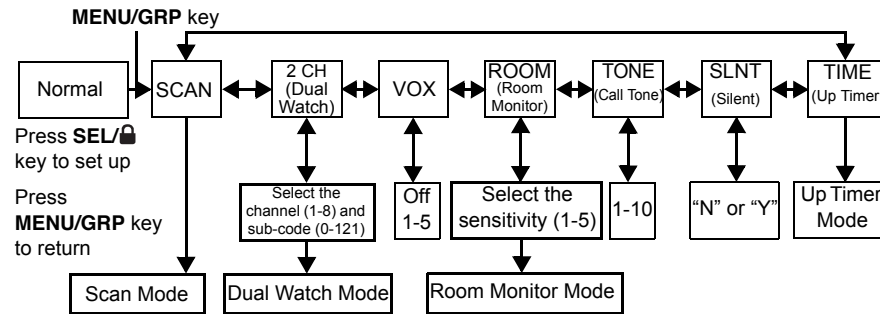 MENU/GRP key
Normal
SCAN
2 CH
(Dual
Watch)
VOX
ROOM
(Room
Monitor)
TONE
(Call Tone)
SLNT
(Silent)
TIME
(Up Timer
Press SEL/
key to set up
Press
MENU/GRP key
to return
Select the
channel (1-8) and
sub-code (0-121)
Off
1-5
Select the
sensitivity (1-5)
1-10
“N” or “Y”
Up Timer
Mode
Scan Mode
Dual Watch Mode
Room Monitor Mode